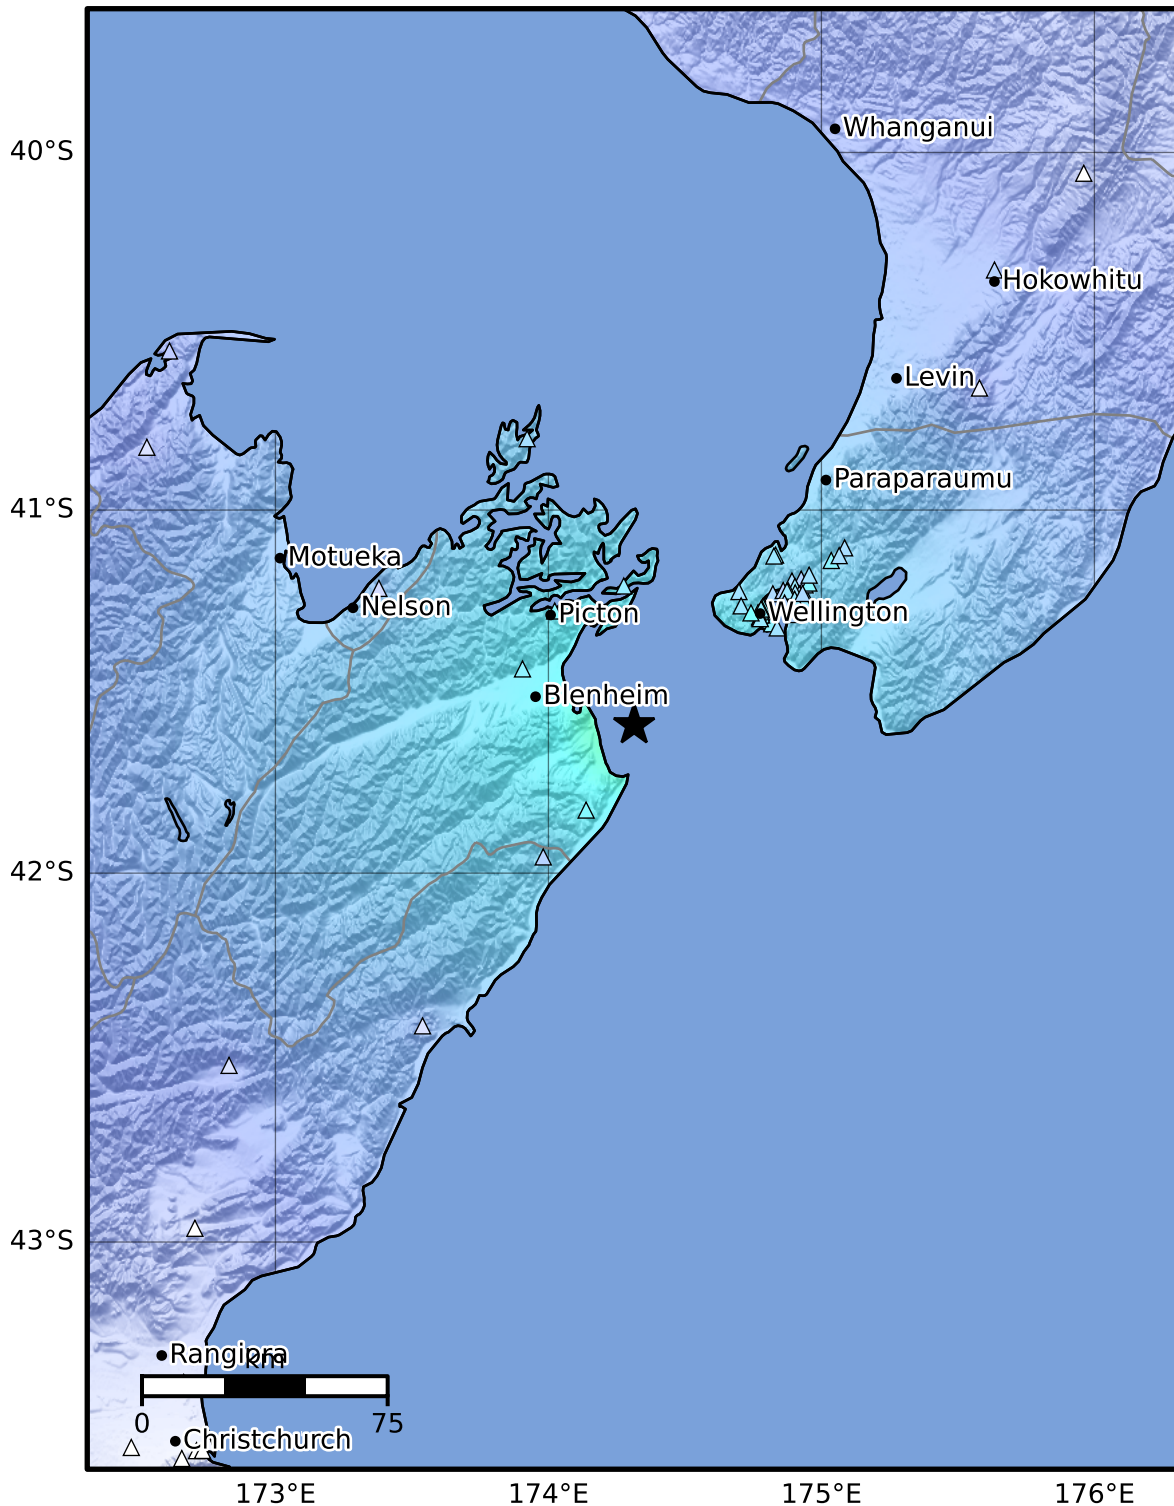 Whanganui
40°S
Hokowhitu
Levin
Paraparaumu
41°S
Motueka
Nelson
Picton
Wellington
Blenheim
42°S
43°S
km
0
75
Christchurch
173°E
174°E
175°E
176°E